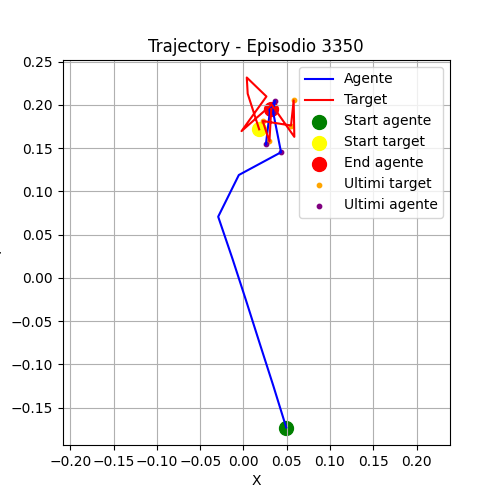 Trajectory - Episodio 3350
Agente
Target
Start agente
Start target
End agente
Ultimi target
Ultimi agente
0.25
0.20
0.15
0.10
0.05
0.00
−0.05
−0.10
−0.15
−0.20 −0.15 −0.10 −0.05 0.00 0.05 0.10 0.15 0.20
X